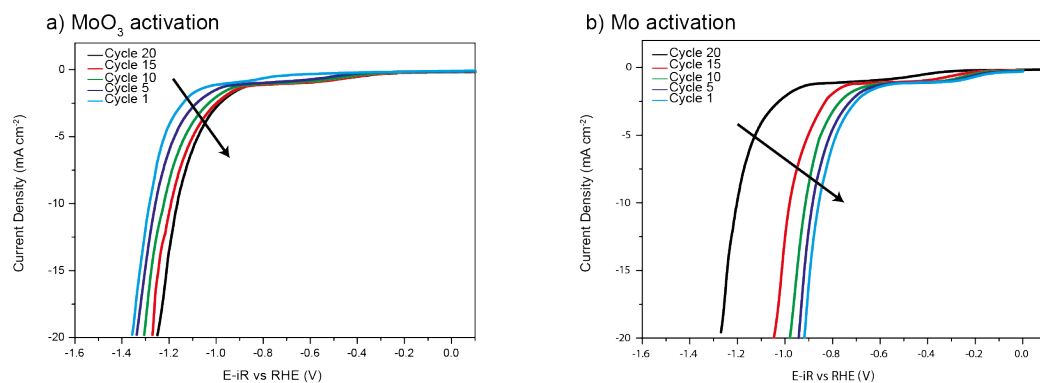 a) MoO₃ activation
Cycle 20
Cycle 15
Cycle 10
Cycle 5
Cycle 1
0
-5
-10
-15
-20
Current Density (mA cm⁻²)
-1.6 -1.4 -1.2 -1.0 -0.8 -0.6 -0.4 -0.2 0.0
E-iR vs RHE (V)
b) Mo activation
Cycle 20
Cycle 15
Cycle 10
Cycle 5
Cycle 1
0
-5
-10
-15
-20
Current Density (mA cm⁻²)
-1.6 -1.4 -1.2 -1.0 -0.8 -0.6 -0.4 -0.2 0.0
E-iR vs RHE (V)